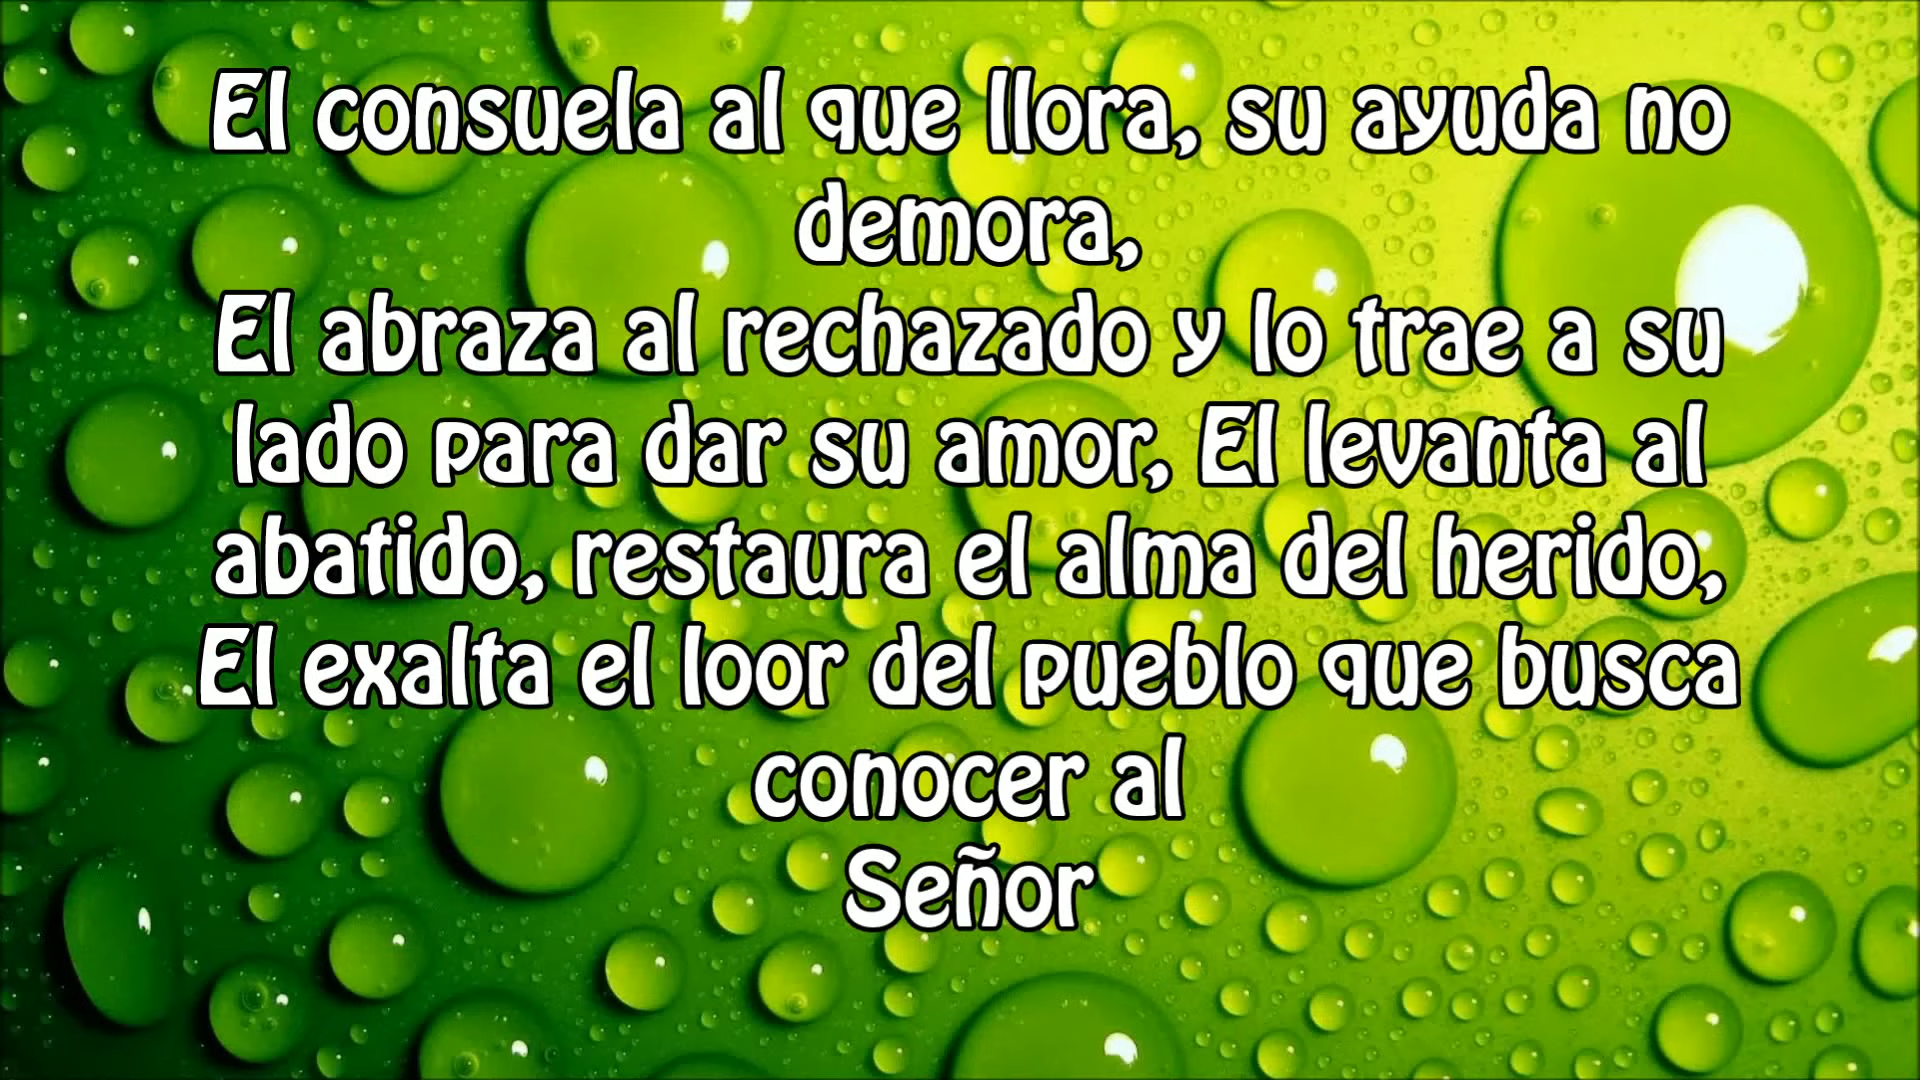 El consuela al que llora, su ayuda no
demora,
El abraza al rechazado y lo trae a su
lado para dar su amor, El levanta al
abatido, restaura el alma del herido,
El exalta el loor del pueblo que busca
conocer al
Señor